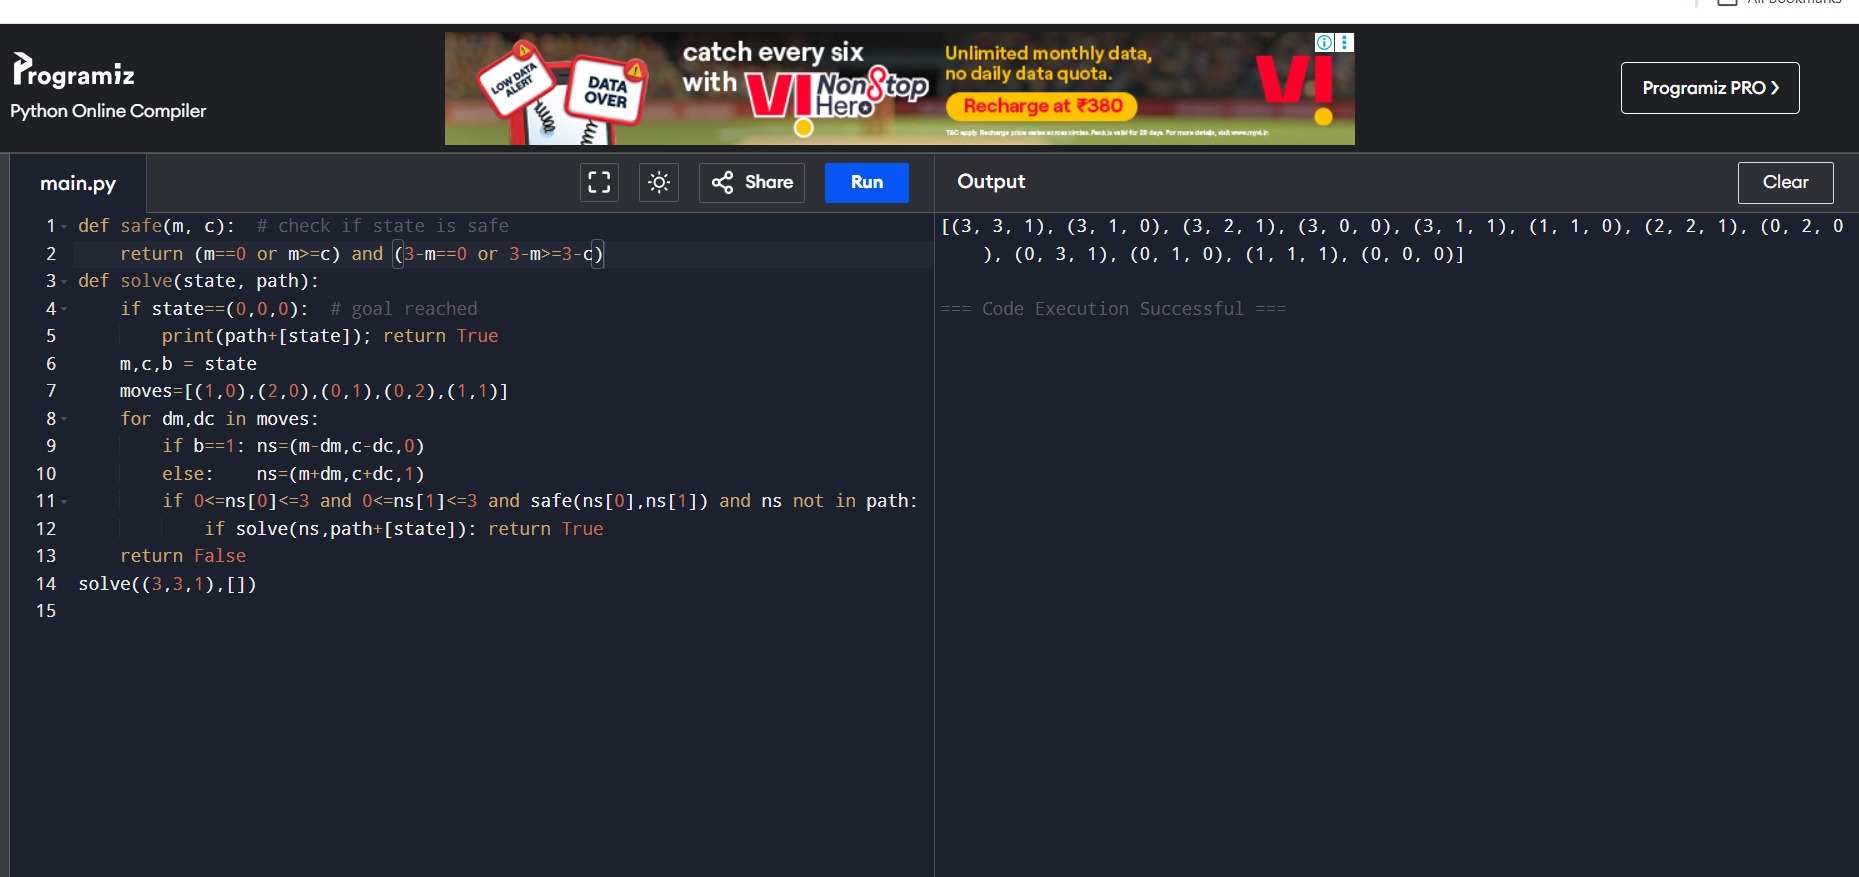 Programiz
Python Online Compiler
LOW DATA
ALERT
DATA
OVER
catch every six
with VI NonStop
Hero
Unlimited monthly data,
no daily data quota.
Recharge at ₹380
T&C apply. Recharge price varies across circles. Pack is valid for 28 days. For more details, visit www.myvi.in
VI
Programiz PRO >
main.py
Share
Run
Output
Clear
1 def safe(m, c):  # check if state is safe
2     return (m==0 or m>=c) and (3-m==0 or 3-m>=3-c)
3 def solve(state, path):
4     if state==(0,0,0):  # goal reached
5         print(path+[state]); return True
6     m,c,b = state
7     moves=[(1,0),(2,0),(0,1),(0,2),(1,1)]
8     for dm,dc in moves:
9         if b==1: ns=(m-dm,c-dc,0)
10         else:    ns=(m+dm,c+dc,1)
11         if 0<=ns[0]<=3 and 0<=ns[1]<=3 and safe(ns[0],ns[1]) and ns not in path:
12             if solve(ns,path+[state]): return True
13     return False
14 solve((3,3,1),[])
15
[(3, 3, 1), (3, 1, 0), (3, 2, 1), (3, 0, 0), (3, 1, 1), (1, 1, 0), (2, 2, 1), (0, 2, 0
), (0, 3, 1), (0, 1, 0), (1, 1, 1), (0, 0, 0)]
=== Code Execution Successful ===